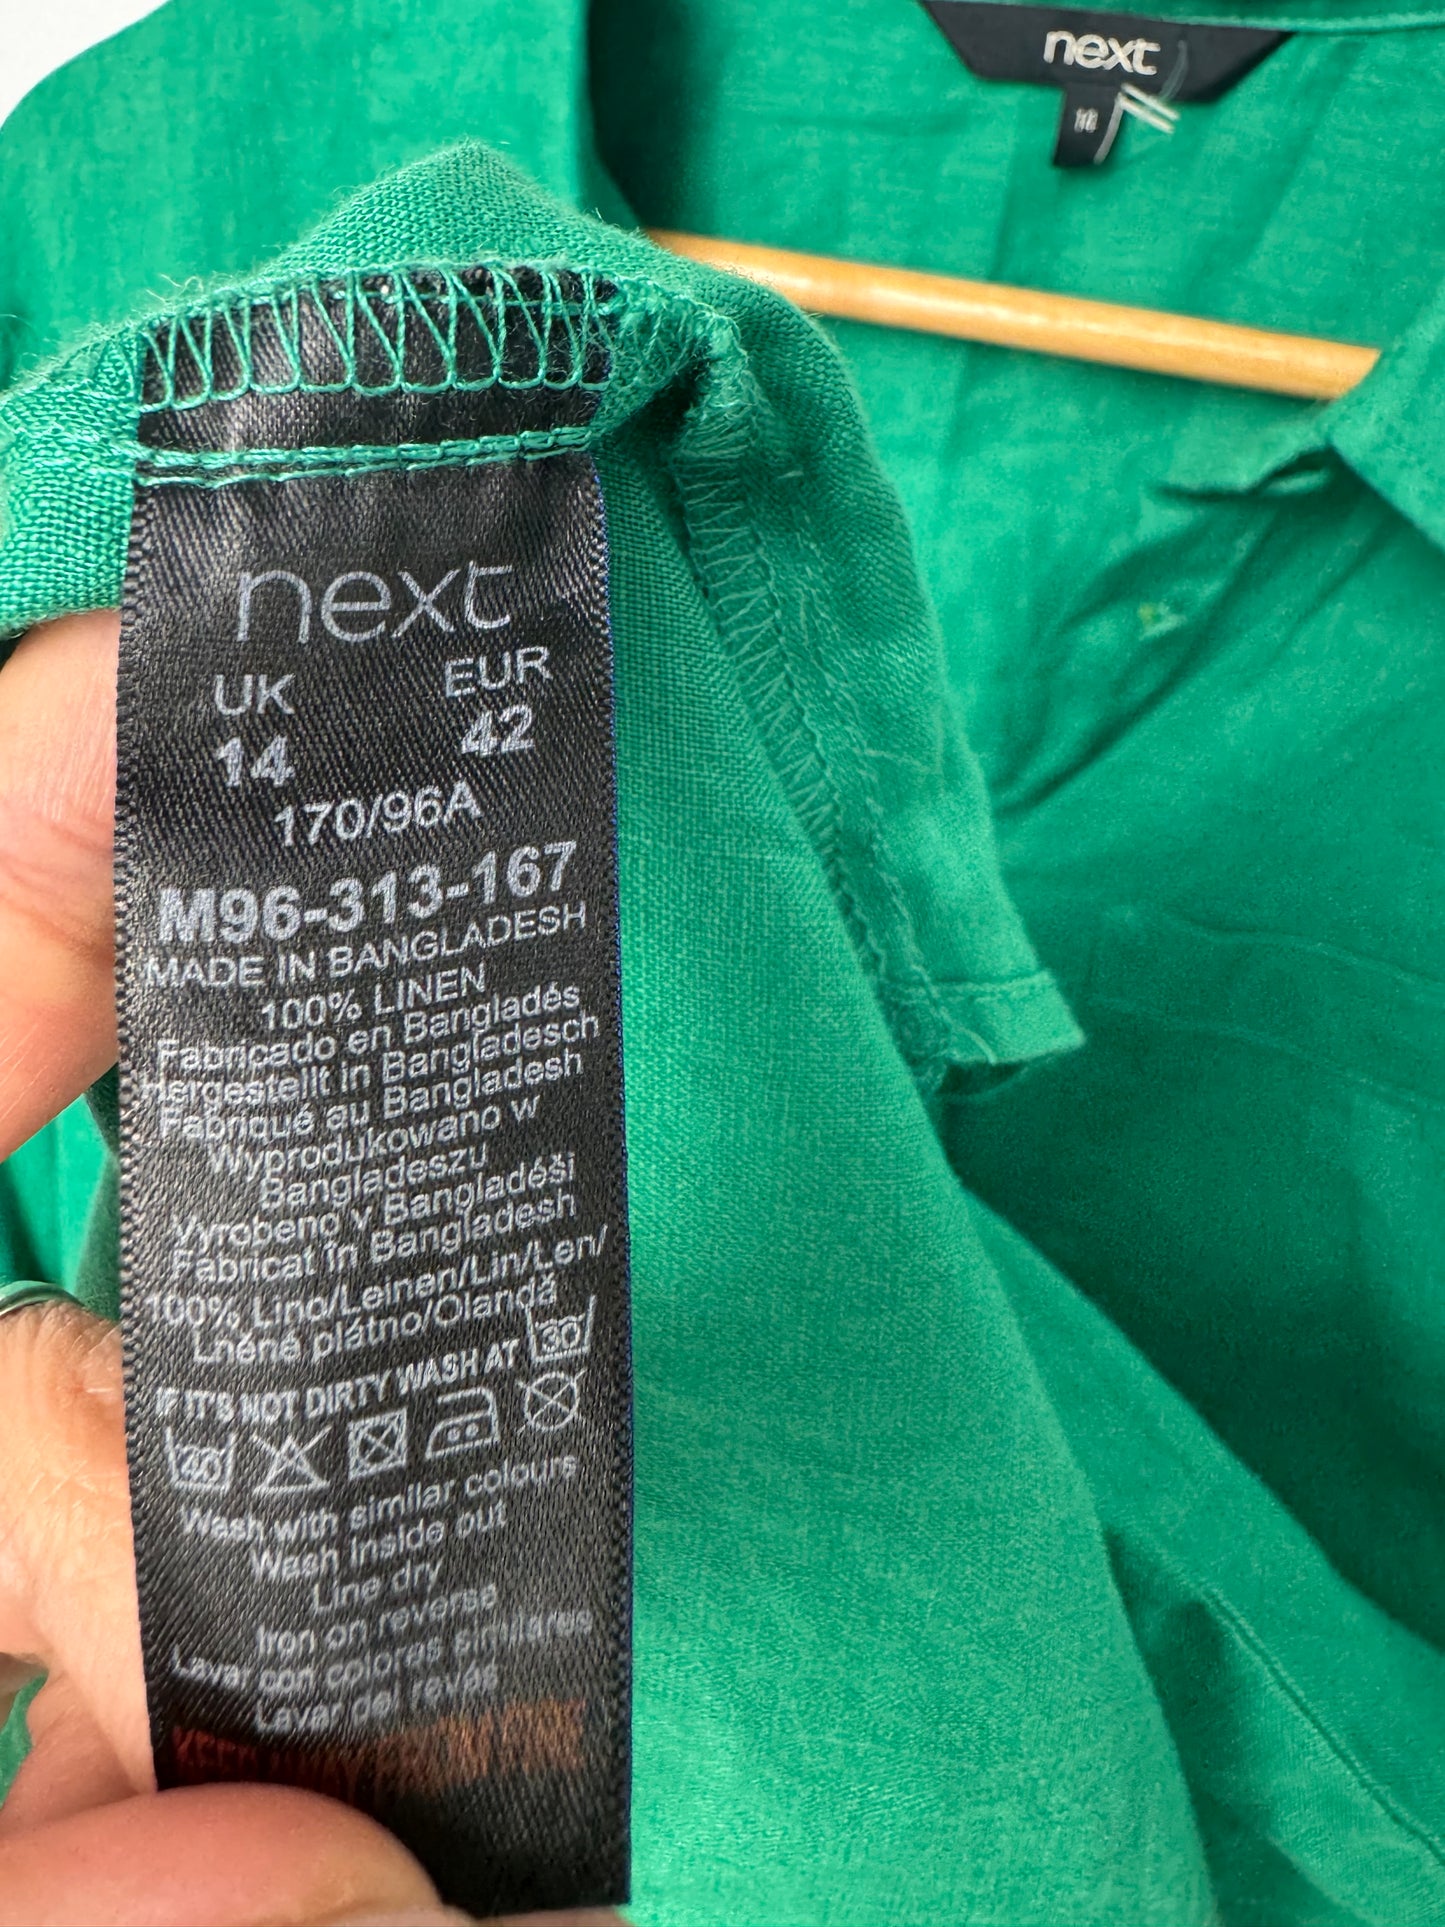 next
next
UK EUR
14 42
170/96A
M96-313-167
MADE IN BANGLADESH
100% LINEN
Fabricado en Bangladés
Hergestellt in Bangladesch
Fabriqué au Bangladesh
Wyprodukowano w
Bangladeszu
Vyrobeno v Bangladéši
Fabricat în Bangladesh
100% Lino/Leinen/Lin/Len/
Lněné plátno/Olandă
IF IT'S NOT DIRTY WASH AT 30
40
Wash with similar colours
Wash inside out
Line dry
Iron on reverse
Lavar con colores similares
Lavar del revés